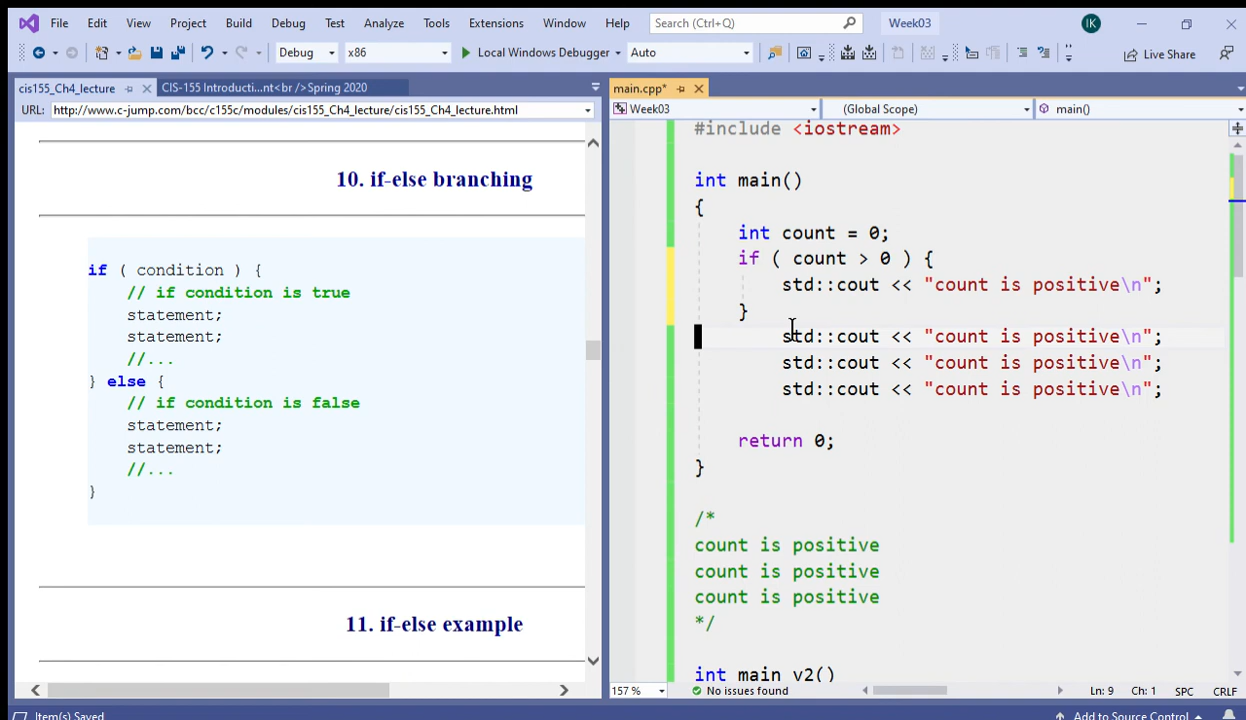 File Edit View Project Build Debug Test Analyze Tools Extensions Window Help Search (Ctrl+Q) Week03 IK
Debug x86 Local Windows Debugger Auto Live Share
cis155_Ch4_lecture CIS-155 Introducti...nt<br />Spring 2020
URL: http://www.c-jump.com/bcc/c155c/modules/cis155_Ch4_lecture/cis155_Ch4_lecture.html
10. if-else branching
if ( condition ) {
// if condition is true
statement;
statement;
//...
} else {
// if condition is false
statement;
statement;
//...
}
11. if-else example
main.cpp*
Week03 (Global Scope) main()
#include <iostream>
int main()
{
int count = 0;
if ( count > 0 ) {
std::cout << "count is positive\n";
}
std::cout << "count is positive\n";
std::cout << "count is positive\n";
std::cout << "count is positive\n";
return 0;
}
/*
count is positive
count is positive
count is positive
*/
int main_v2()
157 % No issues found Ln: 9 Ch: 1 SPC CRLF
Item(s) Saved Add to Source Control